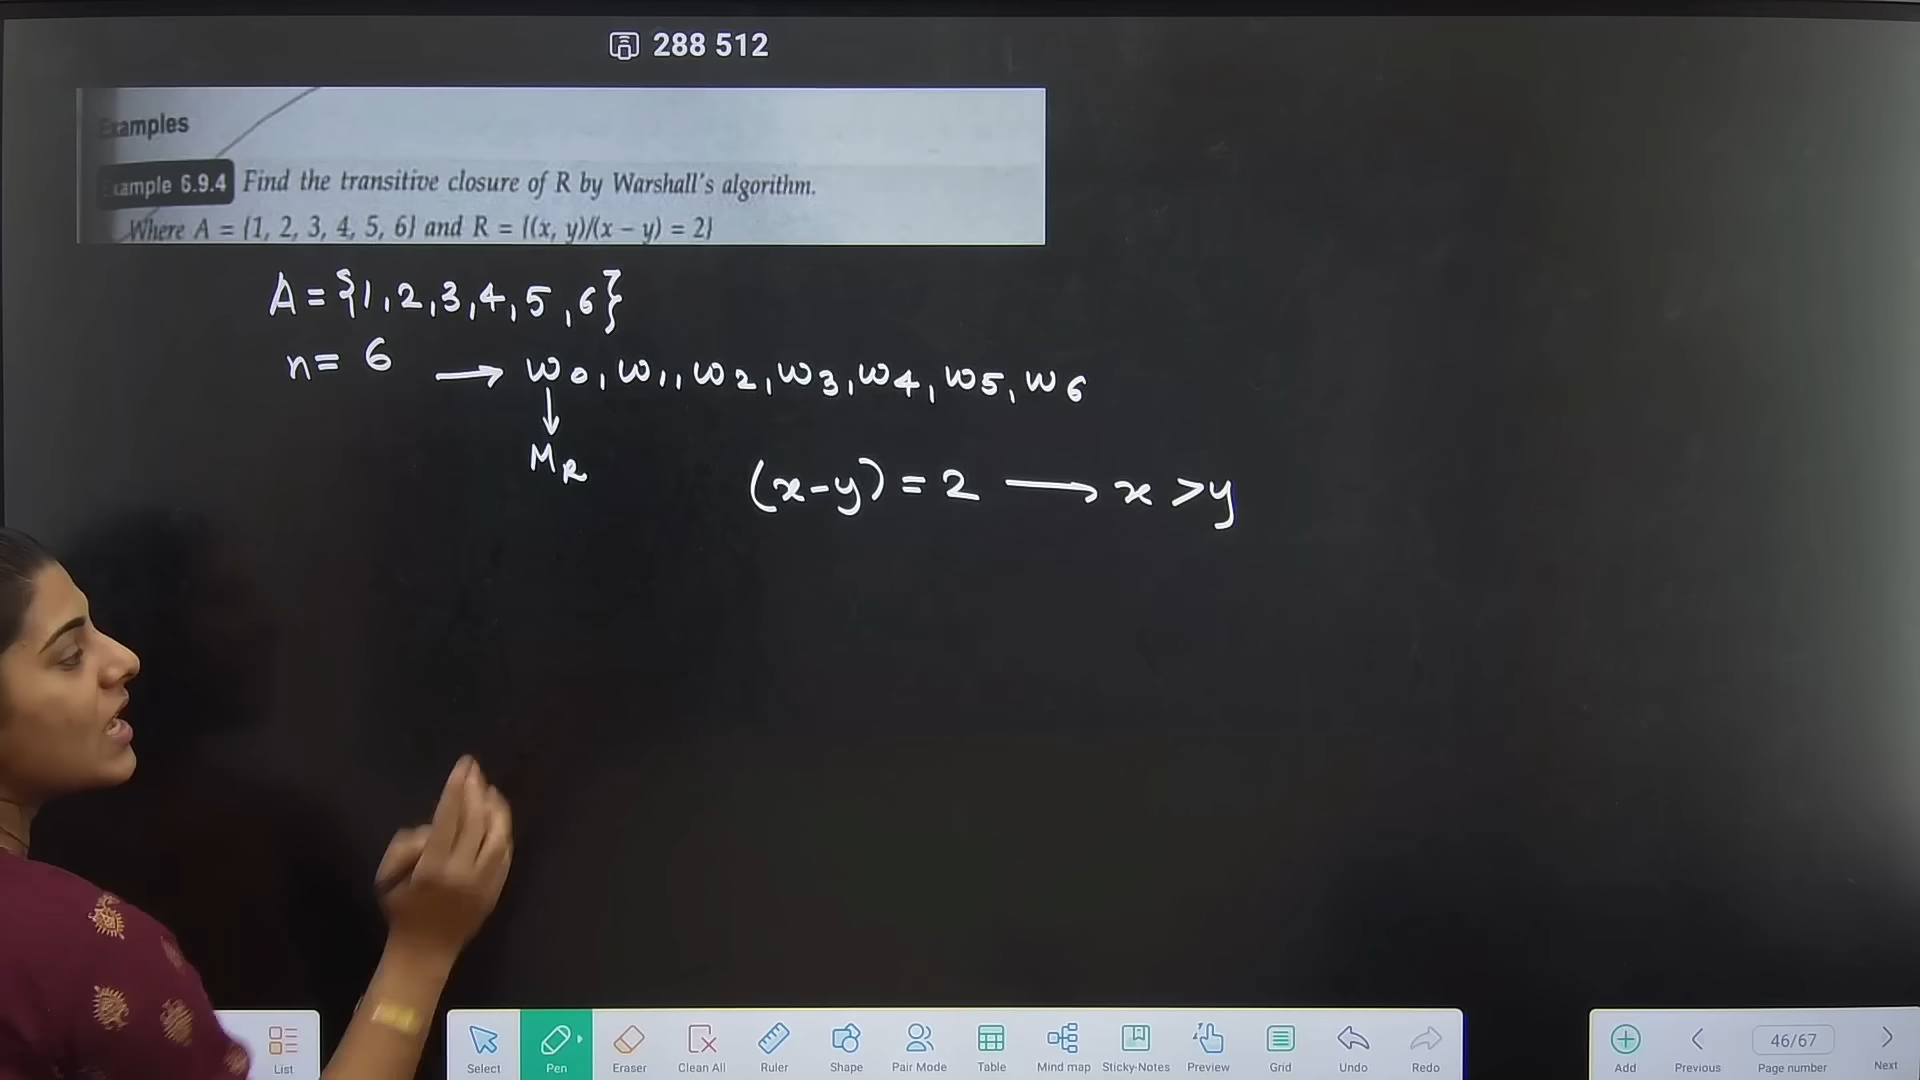 288 512
Examples
Example 6.9.4 Find the transitive closure of R by Warshall's algorithm.
Where A = {1, 2, 3, 4, 5, 6} and R = {(x, y)/(x – y) = 2}
A = {1, 2, 3, 4, 5, 6}
n = 6 → W0, W1, W2, W3, W4, W5, W6
↓
MR
(x-y) = 2 → x > y
List
Select Pen Eraser Clean All Ruler Shape Pair Mode Table Mind map Sticky-Notes Preview Grid Undo Redo
46/67
Add Previous Page number Next